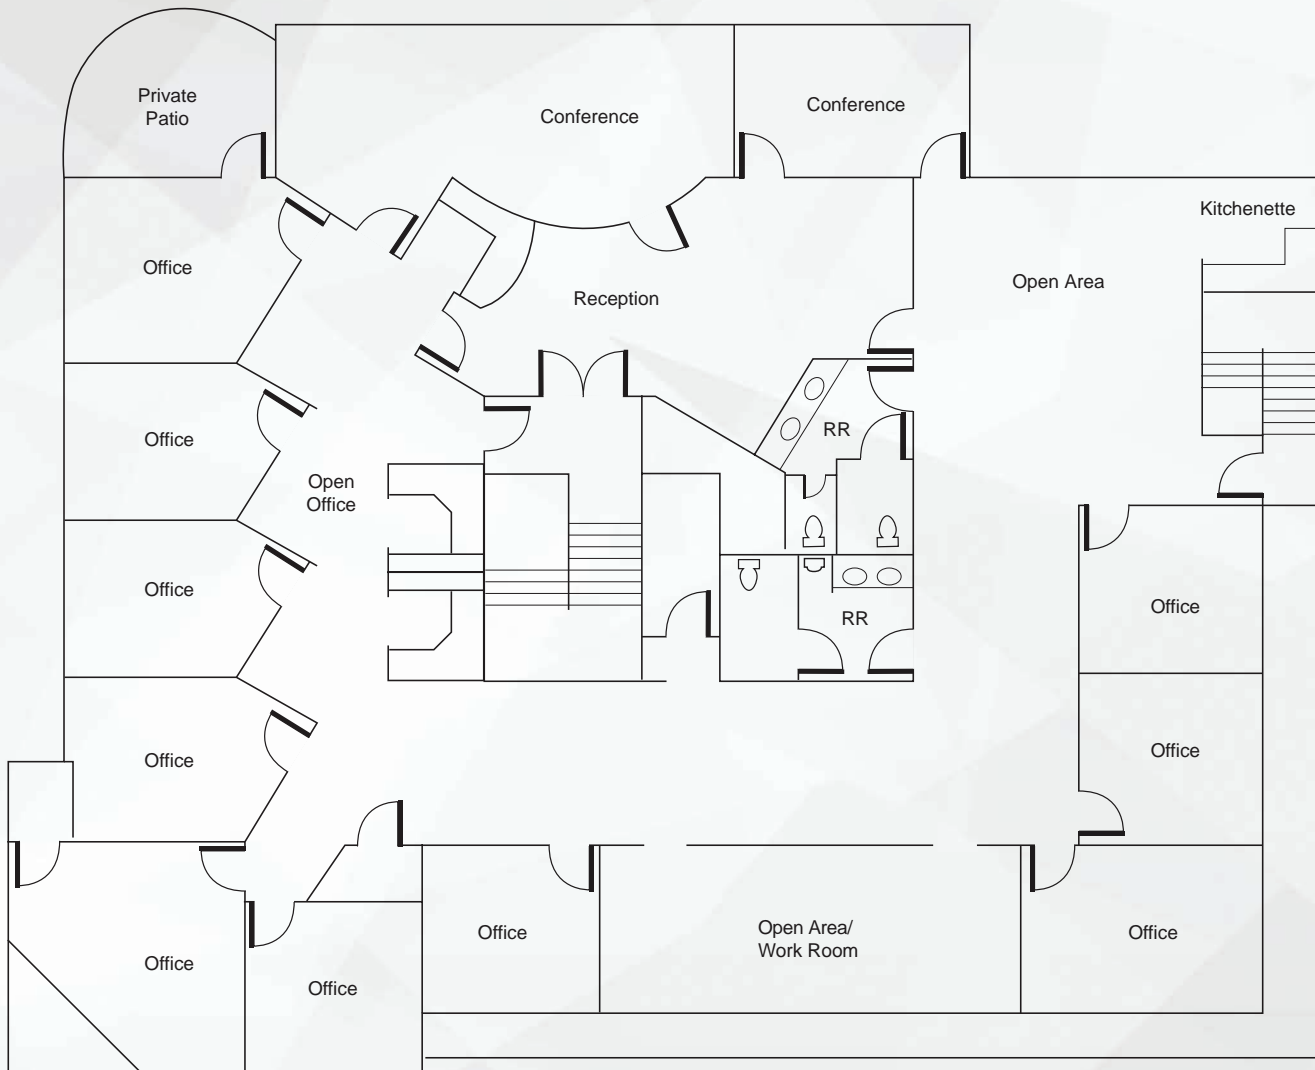 Private
Patio
Conference
Conference
Kitchenette
Office
Open Area
Reception
RR
Office
Open
Office
Office
Office
RR
Office
Office
Office
Office
Office
Open Area/
Work Room
Office
Office